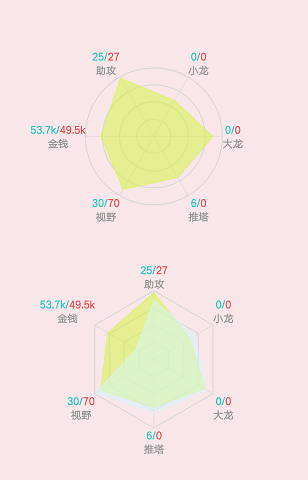 25/27 0/0
助攻 小龙
53.7k/49.5k 0/0
金钱 大龙
30/70 6/0
视野 推塔
25/27
助攻
53.7k/49.5k 0/0
金钱 小龙
30/70 0/0
视野 大龙
6/0
推塔